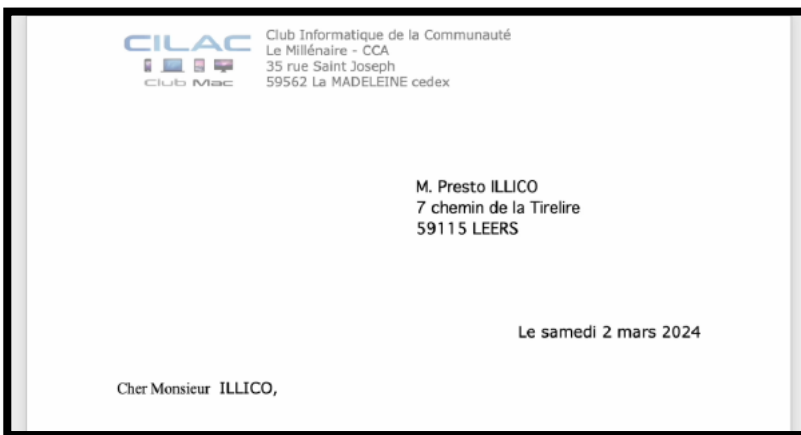 CILAC
Club Mac
Club Informatique de la Communauté
Le Millénaire - CCA
35 rue Saint Joseph
59562 La MADELEINE cedex
M. Presto ILLICO
7 chemin de la Tirelire
59115 LEERS
Le samedi 2 mars 2024
Cher Monsieur ILLICO,